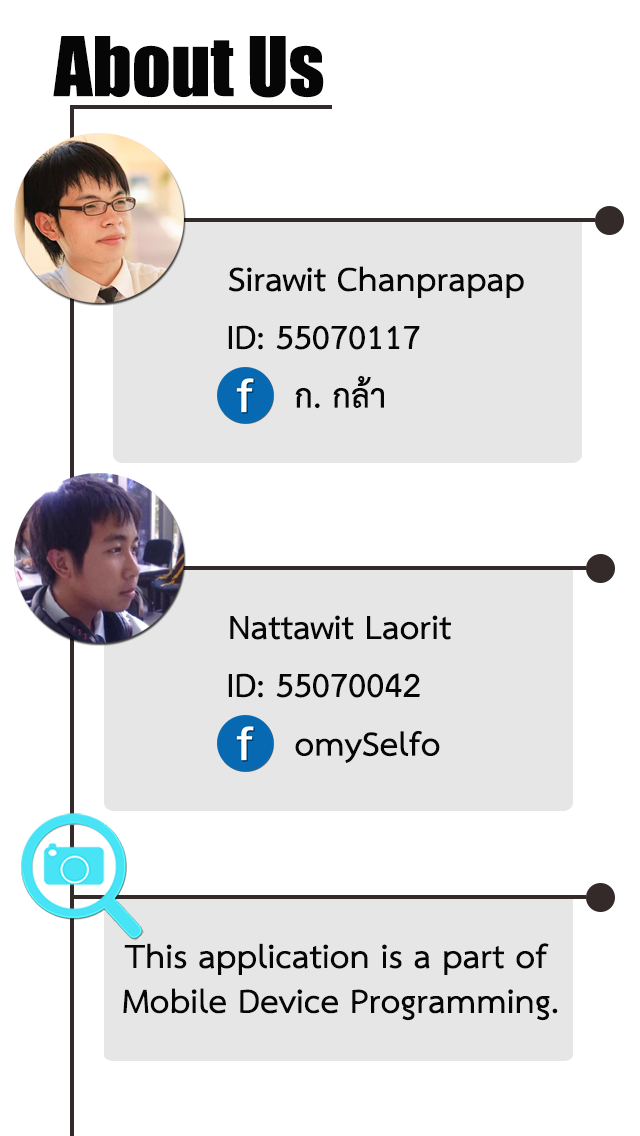 About Us
Sirawit Chanprapap
ID: 55070117
f ก. กล้า
Nattawit Laorit
ID: 55070042
f omySelfo
This application is a part of
Mobile Device Programming.